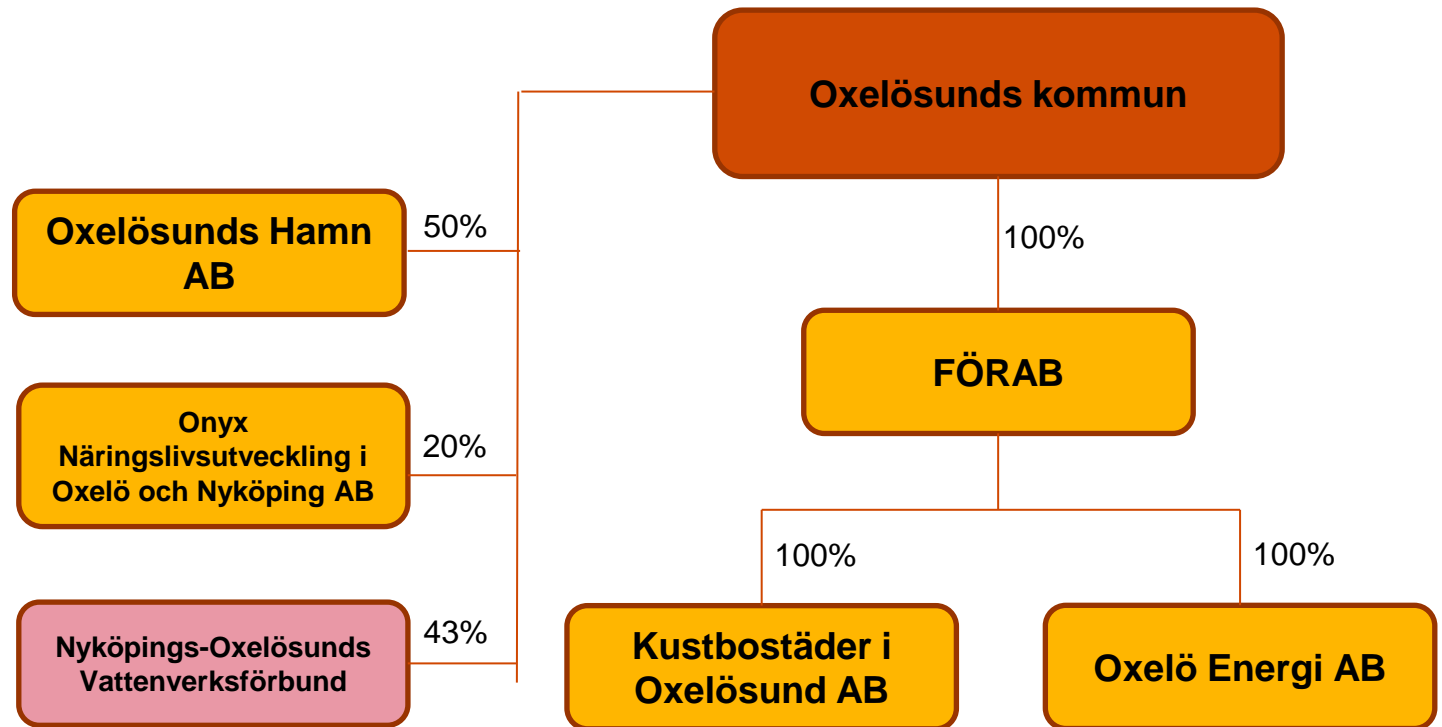 Oxelösunds kommun
Oxelösunds Hamn
AB
50%
100%
FÖRAB
Onyx
Näringslivsutveckling i
Oxelö och Nyköping AB
20%
100%
100%
Nyköpings-Oxelösunds
Vattenverksförbund
43%
Kustbostäder i
Oxelösund AB
Oxelö Energi AB